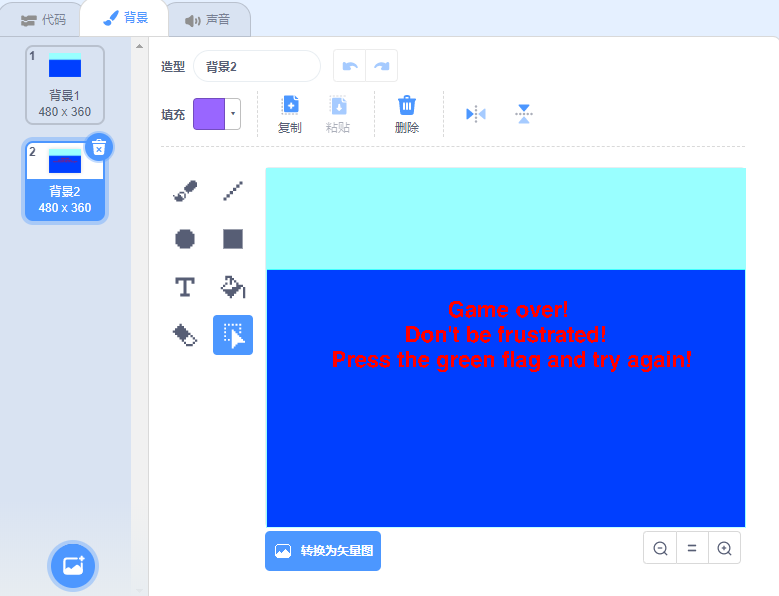 代码
背景
声音
1
背景1
480 x 360
2
背景2
480 x 360
造型
背景2
填充
复制
粘贴
删除
T
Game over!
Don't be frustrated!
Press the green flag and try again!
转换为矢量图